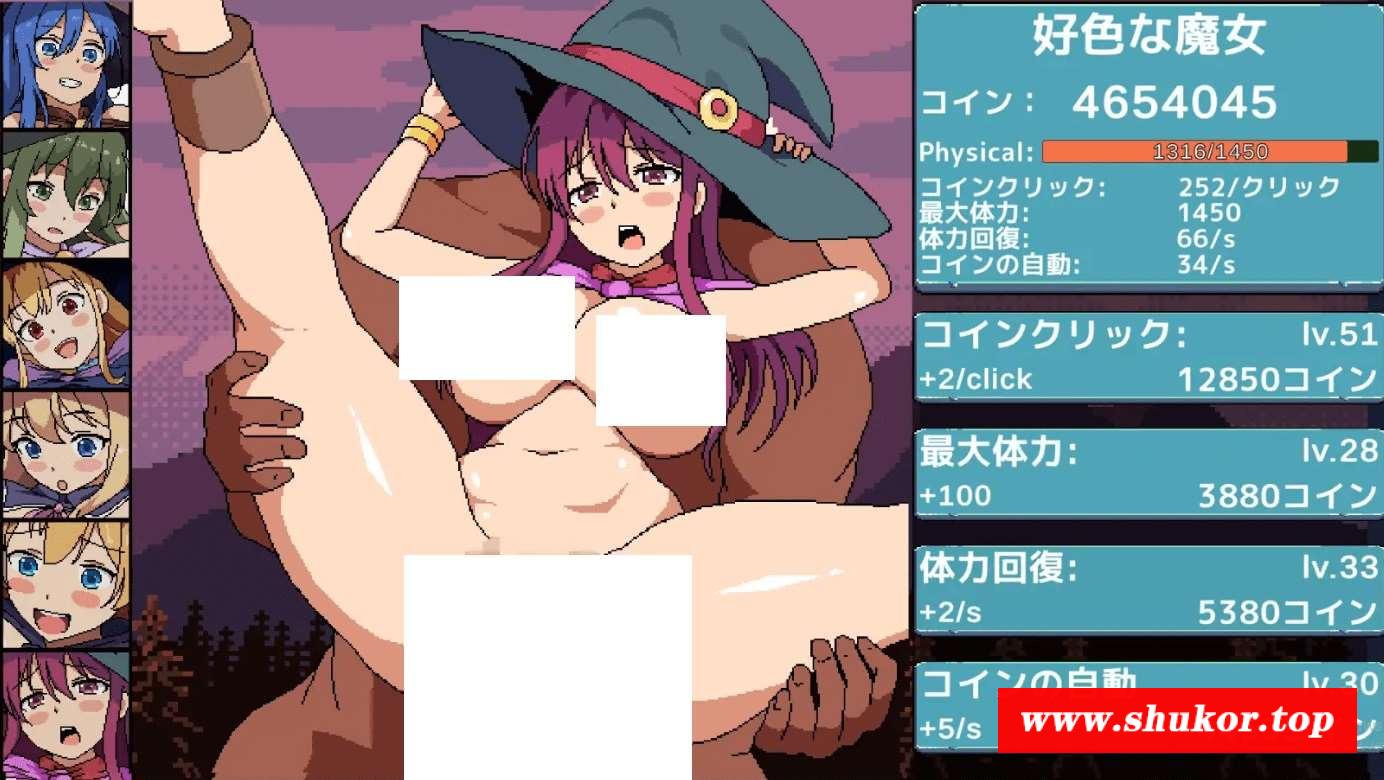 好色な魔女
コイン： 4654045
Physical: 1316/1450
コインクリック: 252/クリック
最大体力: 1450
体力回復: 66/s
コインの自動: 34/s
コインクリック: lv.51
+2/click 12850コイン
最大体力: lv.28
+100 3880コイン
体力回復: lv.33
+2/s 5380コイン
コインの自動 lv.30
+5/s
www.shukor.top